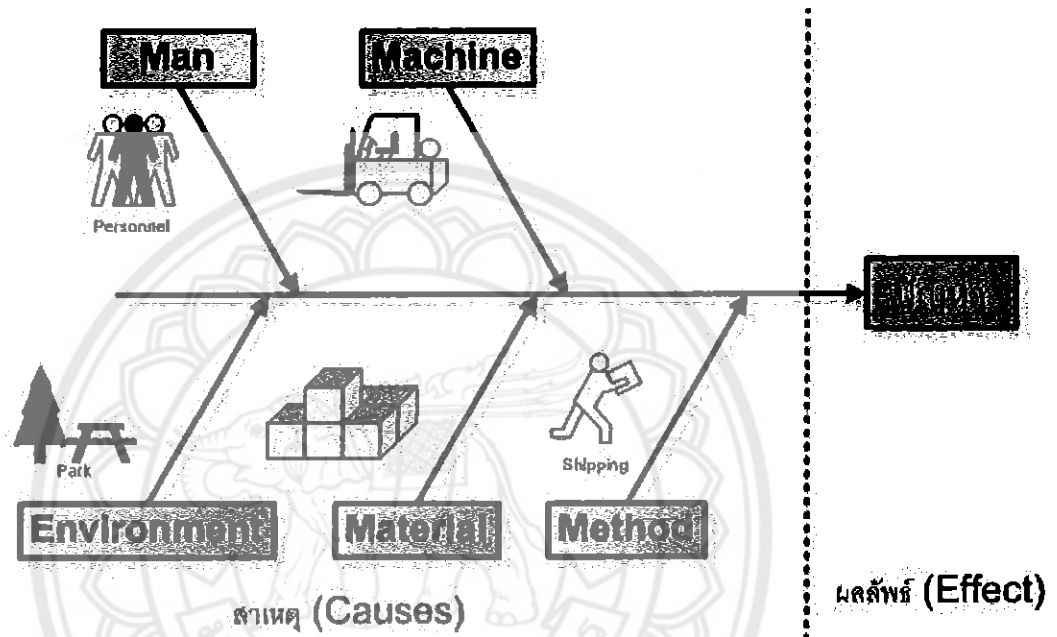 Man
Machine
Personnel
Park
Shipping
Environment
Material
Method
สาเหตุ (Causes)
ผลลัพธ์ (Effect)